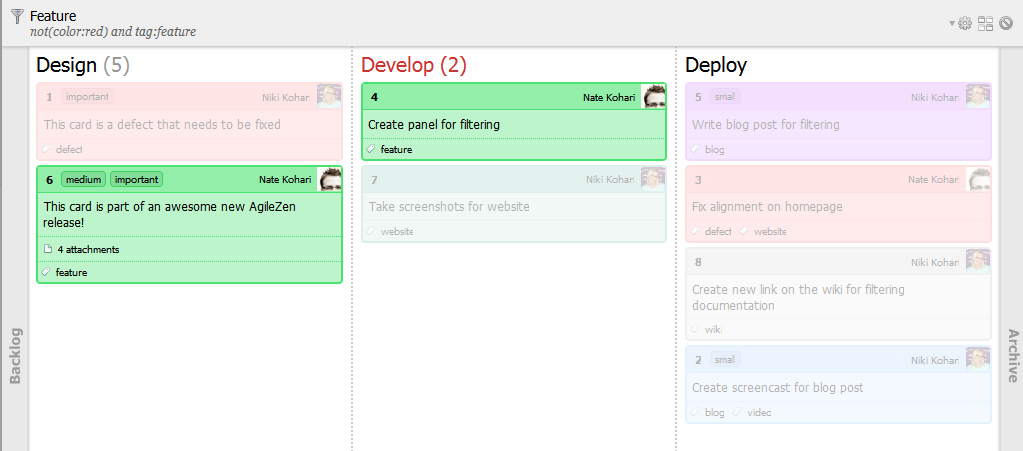 Feature
not(color:red) and tag:feature
Backlog
Design (5)
1 important Niki Kohari
This card is a defect that needs to be fixed
defect
6 medium important Nate Kohari
This card is part of an awesome new AgileZen
release!
4 attachments
feature
Develop (2)
4 Nate Kohari
Create panel for filtering
feature
7 Niki Kohari
Take screenshots for website
website
Deploy
5 small Niki Kohari
Write blog post for filtering
blog
3 Nate Kohari
Fix alignment on homepage
defect website
8 Niki Kohari
Create new link on the wiki for filtering
documentation
wiki
2 small Niki Kohari
Create screencast for blog post
blog video
Archive